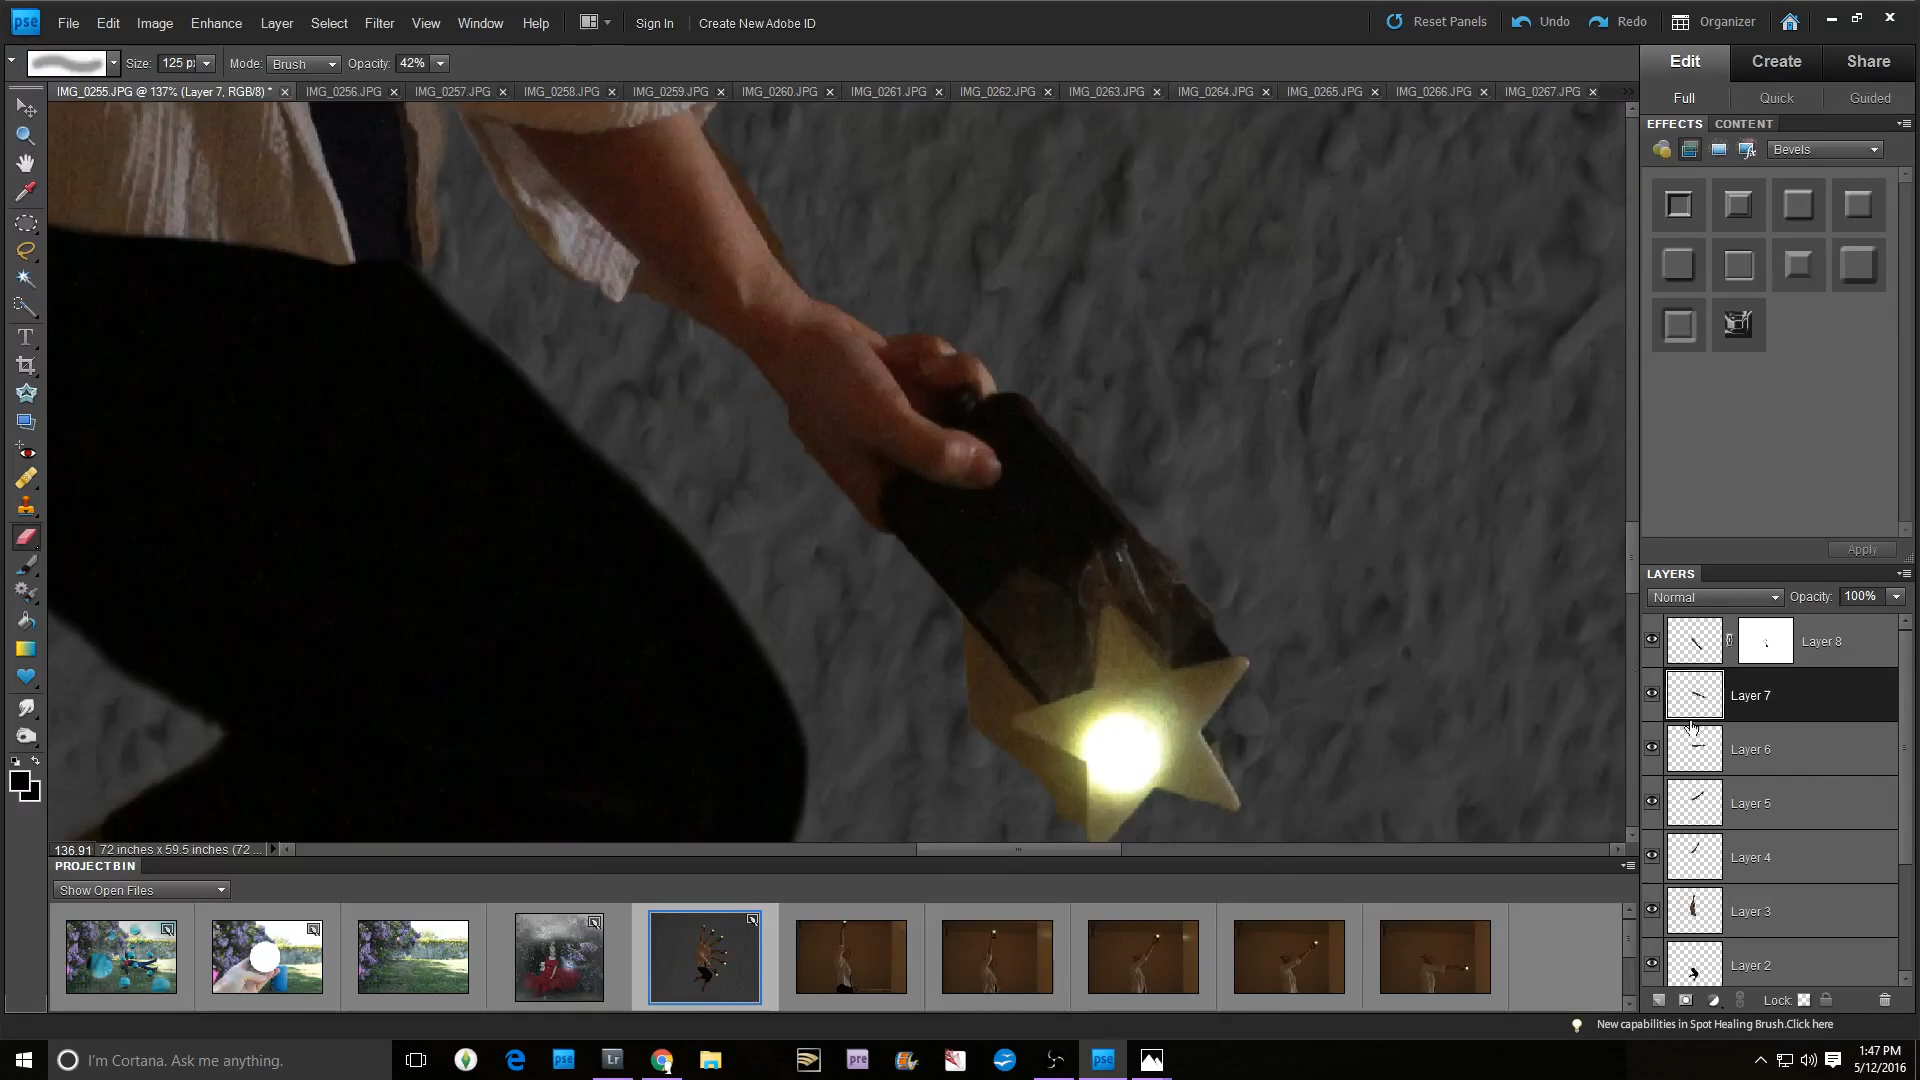 pse File Edit Image Enhance Layer Select Filter View Window Help Sign In Create New Adobe ID Reset Panels Undo Redo Organizer
Size: 125 p Mode: Brush Opacity: 42%
Edit Create Share
IMG_0255.JPG @ 137% (Layer 7, RGB/8) * IMG_0256.JPG IMG_0257.JPG IMG_0258.JPG IMG_0259.JPG IMG_0260.JPG IMG_0261.JPG IMG_0262.JPG IMG_0263.JPG IMG_0264.JPG IMG_0265.JPG IMG_0266.JPG IMG_0267.JPG
Full Quick Guided
EFFECTS CONTENT
Bevels
Apply
LAYERS
Normal Opacity: 100%
Layer 8
Layer 7
Layer 6
Layer 5
Layer 4
Layer 3
Layer 2
Lock:
136.91 72 inches x 59.5 inches (72 ...
PROJECT BIN
Show Open Files
New capabilities in Spot Healing Brush.Click here
I'm Cortana. Ask me anything.
pse Lr pre pse
1:47 PM
5/12/2016